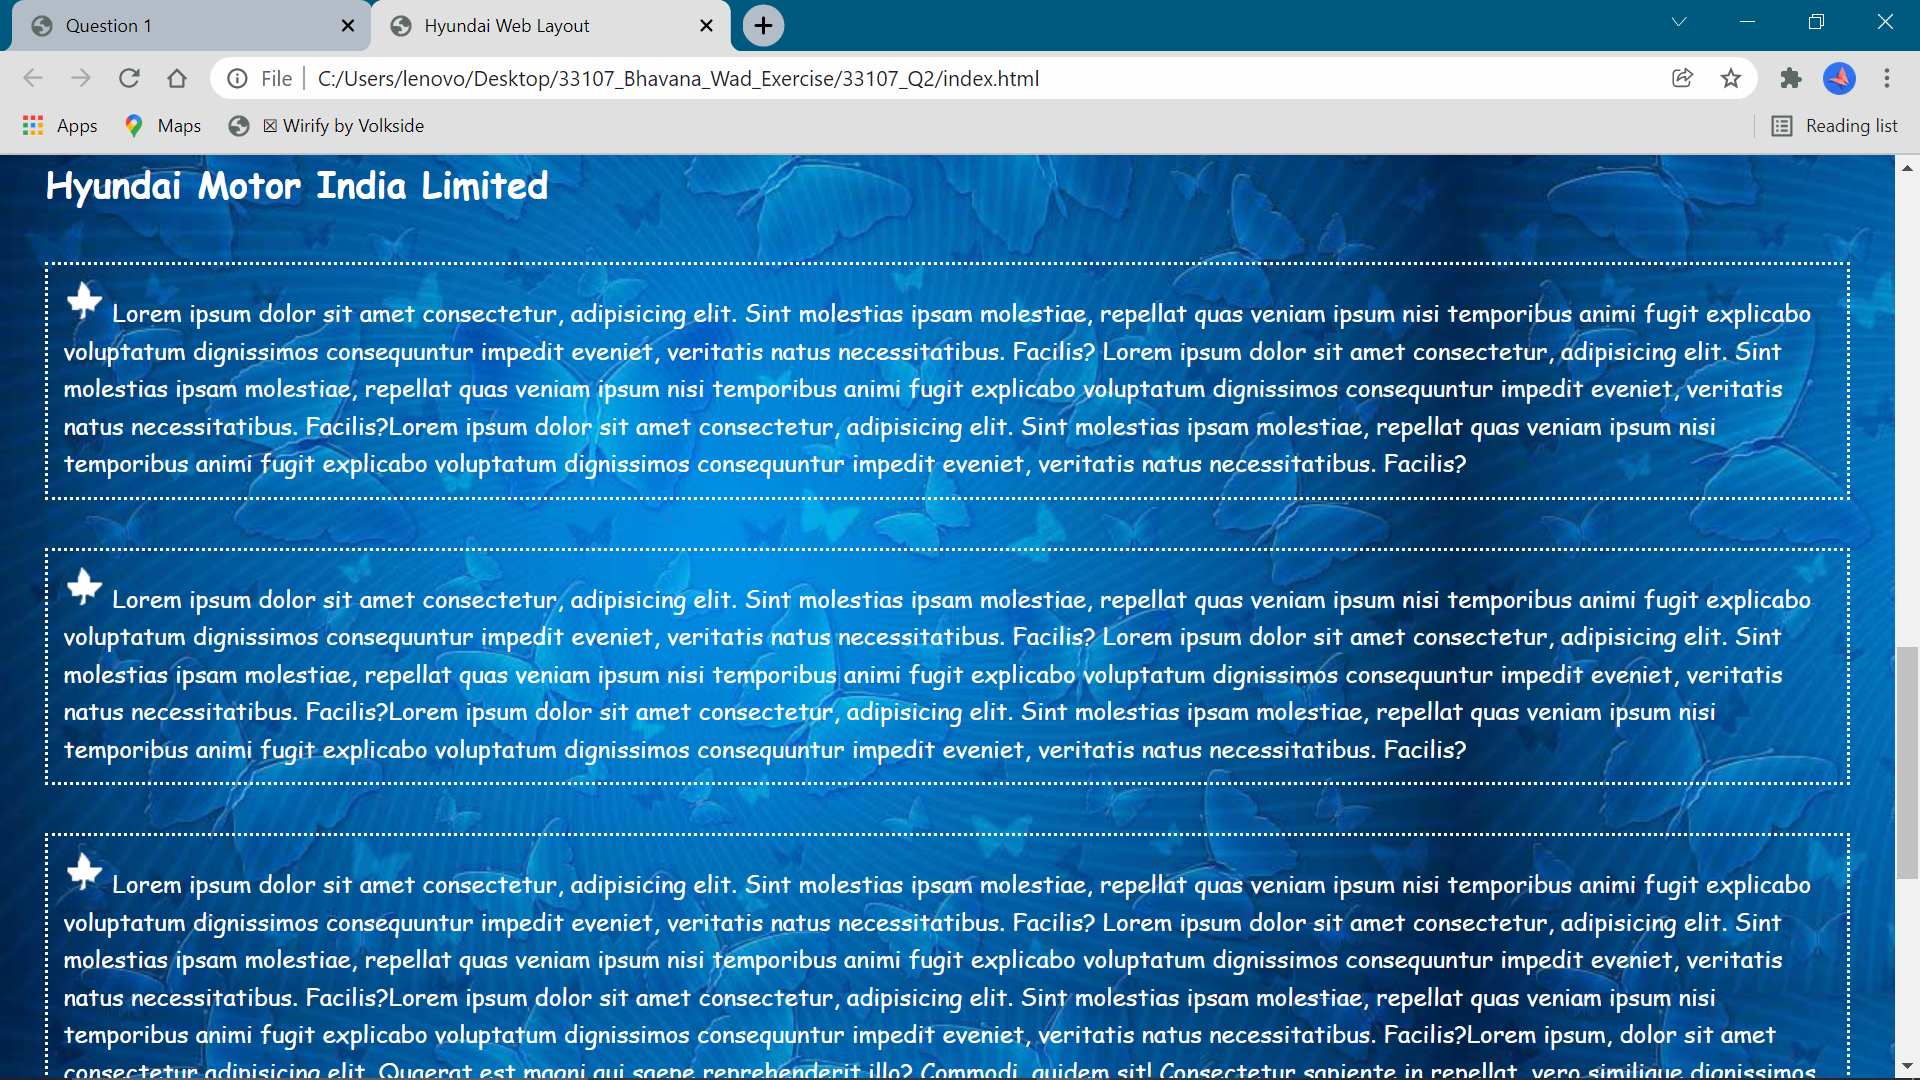 Question 1
Hyundai Web Layout
File
C:/Users/lenovo/Desktop/33107_Bhavana_Wad_Exercise/33107_Q2/index.html
Apps
Maps
Wirify by Volkside
Reading list
Hyundai Motor India Limited
Lorem ipsum dolor sit amet consectetur, adipisicing elit. Sint molestias ipsam molestiae, repellat quas veniam ipsum nisi temporibus animi fugit explicabo
voluptatum dignissimos consequuntur impedit eveniet, veritatis natus necessitatibus. Facilis? Lorem ipsum dolor sit amet consectetur, adipisicing elit. Sint
molestias ipsam molestiae, repellat quas veniam ipsum nisi temporibus animi fugit explicabo voluptatum dignissimos consequuntur impedit eveniet, veritatis
natus necessitatibus. Facilis?Lorem ipsum dolor sit amet consectetur, adipisicing elit. Sint molestias ipsam molestiae, repellat quas veniam ipsum nisi
temporibus animi fugit explicabo voluptatum dignissimos consequuntur impedit eveniet, veritatis natus necessitatibus. Facilis?
Lorem ipsum dolor sit amet consectetur, adipisicing elit. Sint molestias ipsam molestiae, repellat quas veniam ipsum nisi temporibus animi fugit explicabo
voluptatum dignissimos consequuntur impedit eveniet, veritatis natus necessitatibus. Facilis? Lorem ipsum dolor sit amet consectetur, adipisicing elit. Sint
molestias ipsam molestiae, repellat quas veniam ipsum nisi temporibus animi fugit explicabo voluptatum dignissimos consequuntur impedit eveniet, veritatis
natus necessitatibus. Facilis?Lorem ipsum dolor sit amet consectetur, adipisicing elit. Sint molestias ipsam molestiae, repellat quas veniam ipsum nisi
temporibus animi fugit explicabo voluptatum dignissimos consequuntur impedit eveniet, veritatis natus necessitatibus. Facilis?
Lorem ipsum dolor sit amet consectetur, adipisicing elit. Sint molestias ipsam molestiae, repellat quas veniam ipsum nisi temporibus animi fugit explicabo
voluptatum dignissimos consequuntur impedit eveniet, veritatis natus necessitatibus. Facilis? Lorem ipsum dolor sit amet consectetur, adipisicing elit. Sint
molestias ipsam molestiae, repellat quas veniam ipsum nisi temporibus animi fugit explicabo voluptatum dignissimos consequuntur impedit eveniet, veritatis
natus necessitatibus. Facilis?Lorem ipsum dolor sit amet consectetur, adipisicing elit. Sint molestias ipsam molestiae, repellat quas veniam ipsum nisi
temporibus animi fugit explicabo voluptatum dignissimos consequuntur impedit eveniet, veritatis natus necessitatibus. Facilis?Lorem ipsum, dolor sit amet
consectetur adipisicing elit. Quaerat est magni qui saepe reprehenderit illo? Commodi, quidem sit! Consectetur sapiente in repellat, vero similique dignissimos